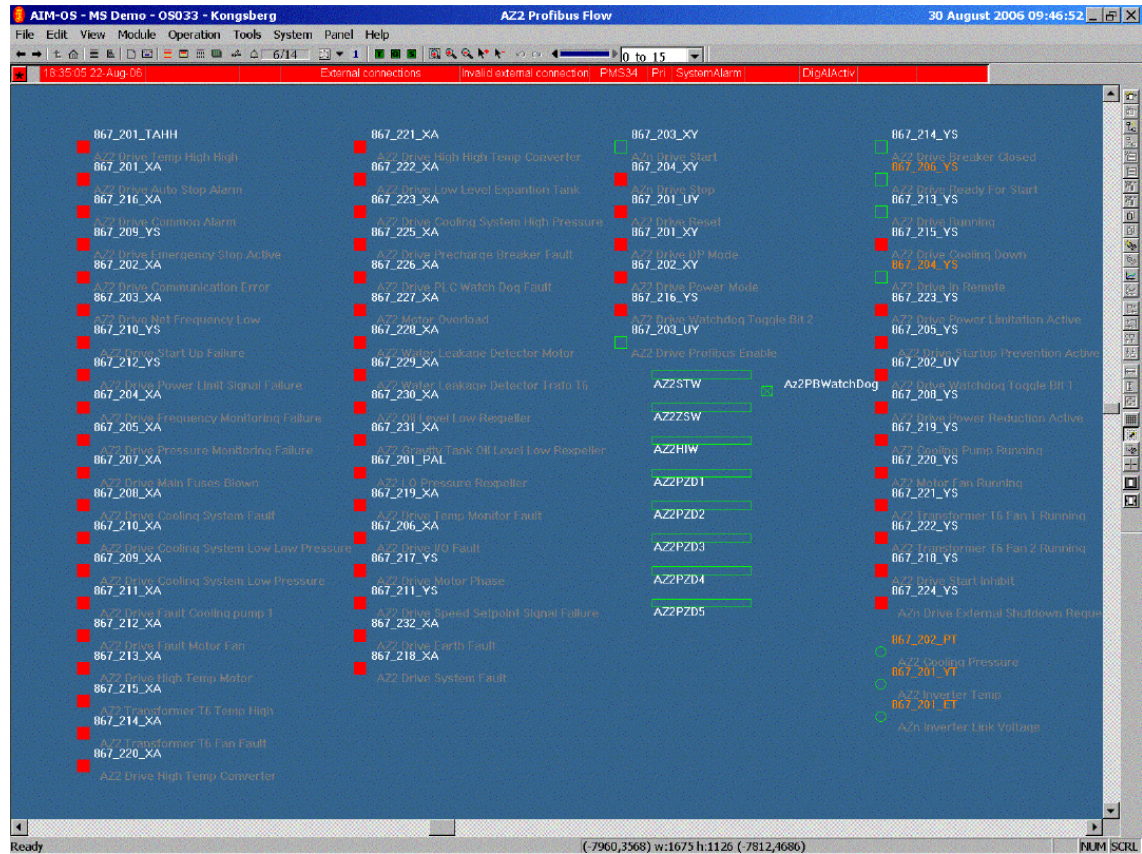 AIM-OS - MS Demo - OS033 - Kongsberg AZ2 Profibus Flow 30 August 2006 09:46:52
File Edit View Module Operation Tools System Panel Help
6/14 1 0 to 15
18:35:05 22-Aug-06 External connections Invalid external connection PMS34 Pri SystemAlarm DigAlActiv
867_201_TAHH
AZ2 Drive Temp High High
867_201_XA
AZ2 Drive Auto Stop Alarm
867_216_XA
AZ2 Drive Common Alarm
867_209_YS
AZ2 Drive Emergency Stop Active
867_202_XA
AZ2 Drive Communication Error
867_203_XA
AZ2 Drive Net Frequency Low
867_210_YS
AZ2 Drive Start Up Failure
867_212_YS
AZ2 Drive Power Limit Signal Failure
867_204_XA
AZ2 Drive Frequency Monitoring Failure
867_205_XA
AZ2 Drive Pressure Monitoring Failure
867_207_XA
AZ2 Drive Main Fuses Blown
867_208_XA
AZ2 Drive Cooling System Fault
867_210_XA
AZ2 Drive Cooling System Low Low Pressure
867_209_XA
AZ2 Drive Cooling System Low Pressure
867_211_XA
AZ2 Drive Fault Cooling pump 1
867_212_XA
AZ2 Drive Fault Motor Fan
867_213_XA
AZ2 Drive High Temp Motor
867_215_XA
AZ2 Transformer T6 Temp High
867_214_XA
AZ2 Transformer T6 Fan Fault
867_220_XA
AZ2 Drive High Temp Converter
867_221_XA
AZ2 Drive High High Temp Converter
867_222_XA
AZ2 Drive Low Level Expantion Tank
867_223_XA
AZ2 Drive Cooling System High Pressure
867_225_XA
AZ2 Drive Precharge Breaker Fault
867_226_XA
AZ2 Drive PLC Watch Dog Fault
867_227_XA
AZ2 Motor Overload
867_228_XA
AZ2 Water Leakage Detector Motor
867_229_XA
AZ2 Water Leakage Detector Trafo T6
867_230_XA
AZ2 Oil Level Low Rexpeller
867_231_XA
AZ2 Gravity Tank Oil Level Low Rexpeller
867_201_PAL
AZ2 LO Pressure Rexpeller
867_219_XA
AZ2 Drive Temp Monitor Fault
867_206_XA
AZ2 Drive I/O Fault
867_217_YS
AZ2 Drive Motor Phase
867_211_YS
AZ2 Drive Speed Setpoint Signal Failure
867_232_XA
AZ2 Drive Earth Fault
867_218_XA
AZ2 Drive System Fault
867_203_XY
AZn Drive Start
867_204_XY
AZn Drive Stop
867_201_UY
AZ2 Drive Reset
867_201_XY
AZ2 Drive DP Mode
867_202_XY
AZ2 Drive Power Mode
867_216_YS
AZ2 Drive Watchdog Toggle Bit 2
867_203_UY
AZ2 Drive Profibus Enable
AZ2STW
Az2PBWatchDog
AZ2ZSW
AZ2HIW
AZ2PZD1
AZ2PZD2
AZ2PZD3
AZ2PZD4
AZ2PZD5
867_214_YS
AZ2 Drive Breaker Closed
867_206_YS
AZ2 Drive Ready For Start
867_213_YS
AZ2 Drive Running
867_215_YS
AZ2 Drive Cooling Down
867_204_YS
AZ2 Drive In Remote
867_223_YS
AZ2 Drive Power Limitation Active
867_205_YS
AZ2 Drive Startup Prevention Active
867_202_UY
AZ2 Drive Watchdog Toggle Bit 1
867_208_YS
AZ2 Drive Power Reduction Active
867_219_YS
AZ2 Cooling Pump Running
867_220_YS
AZ2 Motor Fan Running
867_221_YS
AZ2 Transformer T6 Fan 1 Running
867_222_YS
AZ2 Transformer T6 Fan 2 Running
867_218_YS
AZ2 Drive Start Inhibit
867_224_YS
AZn Drive External Shutdown Reque
867_202_PT
AZ2 Cooling Pressure
867_201_YT
AZ2 Inverter Temp
867_201_ET
AZn Inverter Link Voltage
Ready (-7960,3568) w:1675 h:1126 (-7812,4686) NUM SCRL